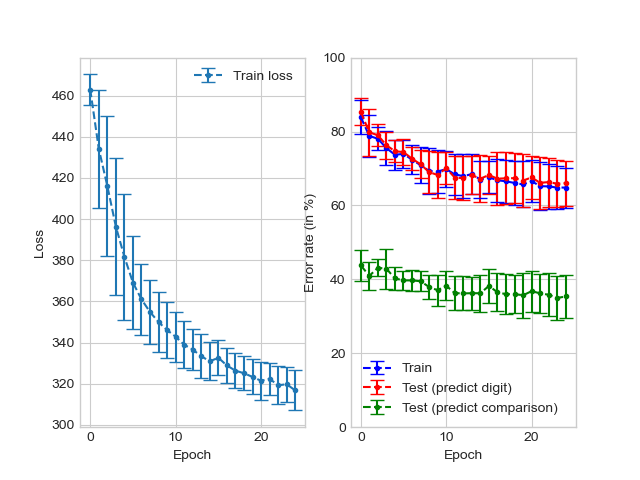 Train loss
460
440
420
400
380
360
340
320
300
0
10
20
Loss
Epoch
100
80
60
40
20
0
0
10
20
Error rate (in %)
Epoch
Train
Test (predict digit)
Test (predict comparison)